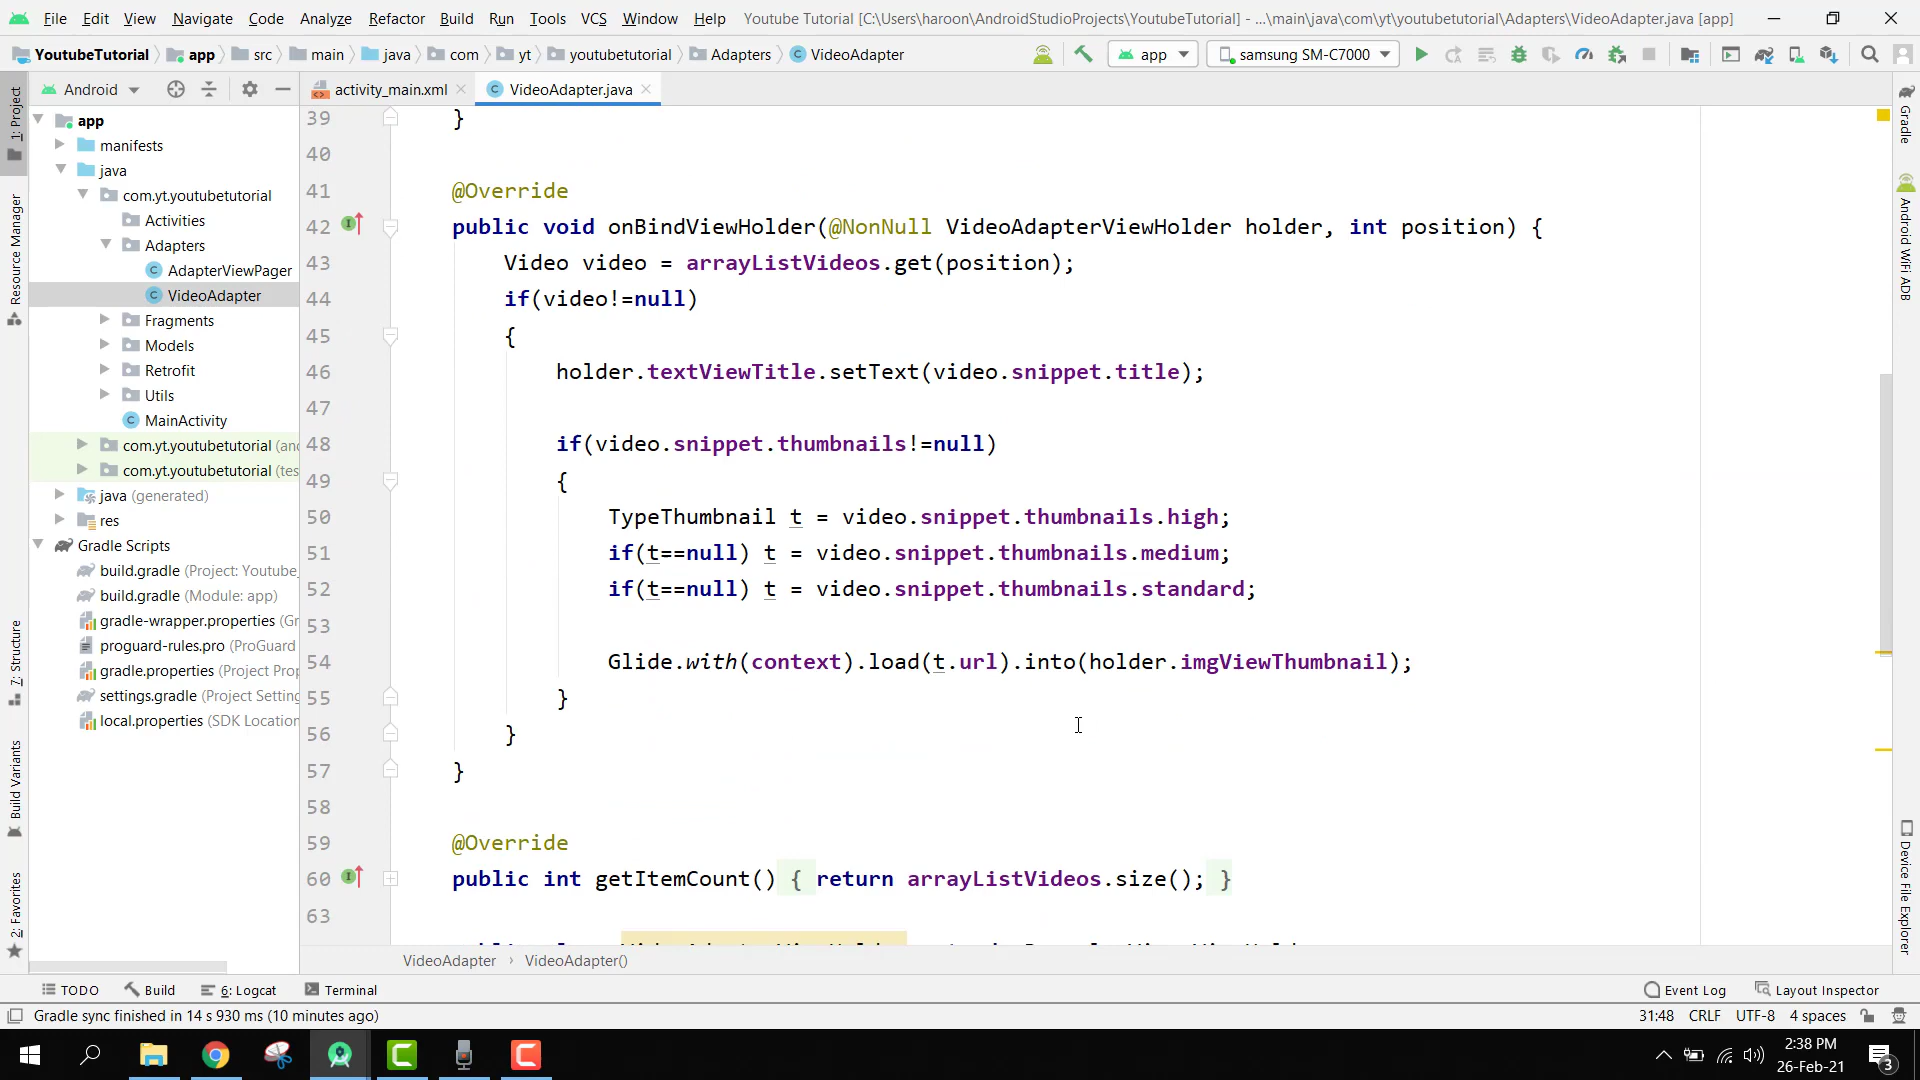 File Edit View Navigate Code Analyze Refactor Build Run Tools VCS Window Help Youtube Tutorial [C:\Users\haroon\AndroidStudioProjects\YoutubeTutorial] - ...\main\java\com\yt\youtubetutorial\Adapters\VideoAdapter.java [app]
YoutubeTutorial app src main java com yt youtubetutorial Adapters VideoAdapter app samsung SM-C7000
Android activity_main.xml VideoAdapter.java
1: Project
Resource Manager
7: Structure
Build Variants
2: Favorites
app
manifests
java
com.yt.youtubetutorial
Activities
Adapters
AdapterViewPager
VideoAdapter
Fragments
Models
Retrofit
Utils
MainActivity
com.yt.youtubetutorial (and
com.yt.youtubetutorial (tes
java (generated)
res
Gradle Scripts
build.gradle (Project: Youtube_
build.gradle (Module: app)
gradle-wrapper.properties (Gr
proguard-rules.pro (ProGuard
gradle.properties (Project Prop
settings.gradle (Project Setting
local.properties (SDK Location
39 }
40
41 @Override
42 public void onBindViewHolder(@NonNull VideoAdapterViewHolder holder, int position) {
43 Video video = arrayListVideos.get(position);
44 if(video!=null)
45 {
46 holder.textViewTitle.setText(video.snippet.title);
47
48 if(video.snippet.thumbnails!=null)
49 {
50 TypeThumbnail t = video.snippet.thumbnails.high;
51 if(t==null) t = video.snippet.thumbnails.medium;
52 if(t==null) t = video.snippet.thumbnails.standard;
53
54 Glide.with(context).load(t.url).into(holder.imgViewThumbnail);
55 }
56 }
57 }
58
59 @Override
60 public int getItemCount() { return arrayListVideos.size(); }
63
Gradle
Android WiFi ADB
Device File Explorer
VideoAdapter › VideoAdapter()
TODO Build 6: Logcat Terminal Event Log Layout Inspector
Gradle sync finished in 14 s 930 ms (10 minutes ago) 31:48 CRLF UTF-8 4 spaces
2:38 PM
26-Feb-21
3